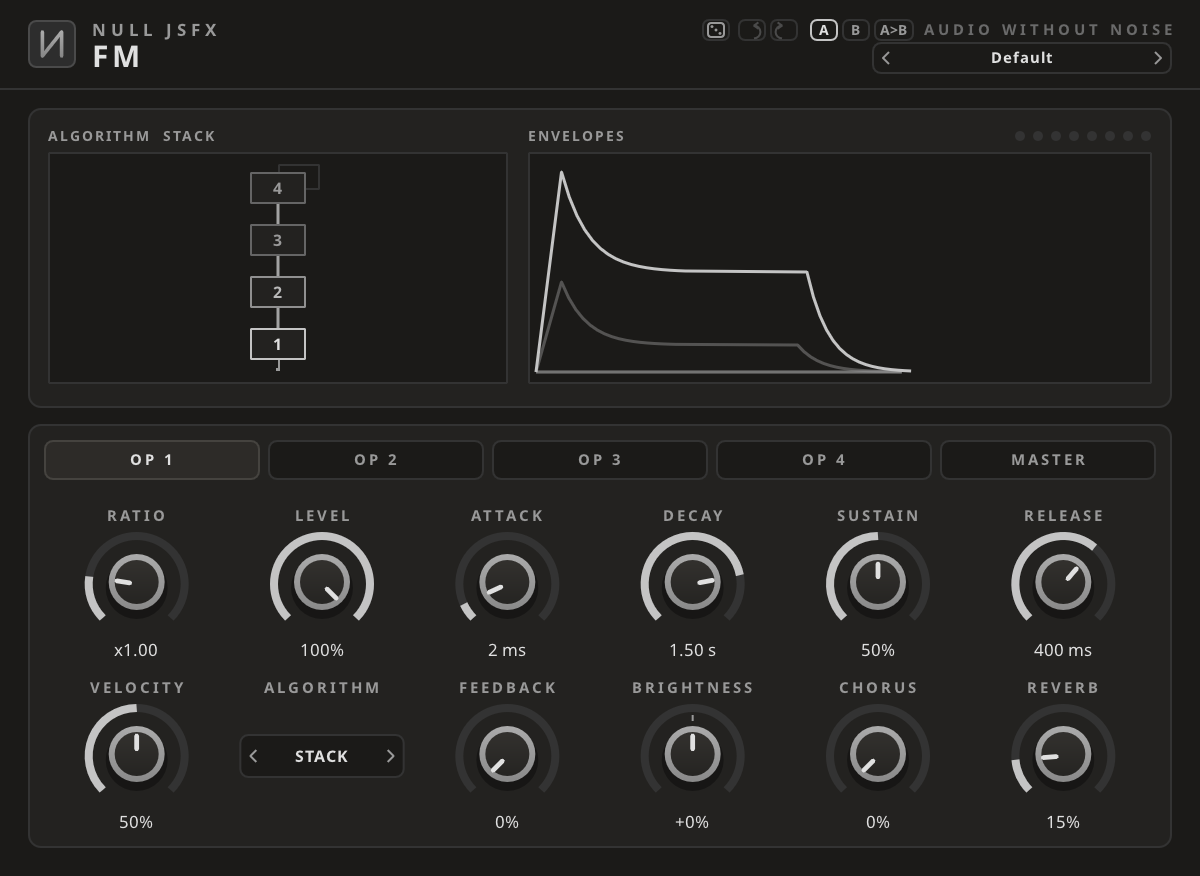 NULL JSFX
FM
A B A>B AUDIO WITHOUT NOISE
Default
ALGORITHM STACK
ENVELOPES
4
3
2
1
OP 1 OP 2 OP 3 OP 4 MASTER
RATIO LEVEL ATTACK DECAY SUSTAIN RELEASE
x1.00 100% 2 ms 1.50 s 50% 400 ms
VELOCITY ALGORITHM FEEDBACK BRIGHTNESS CHORUS REVERB
STACK
50% 0% +0% 0% 15%